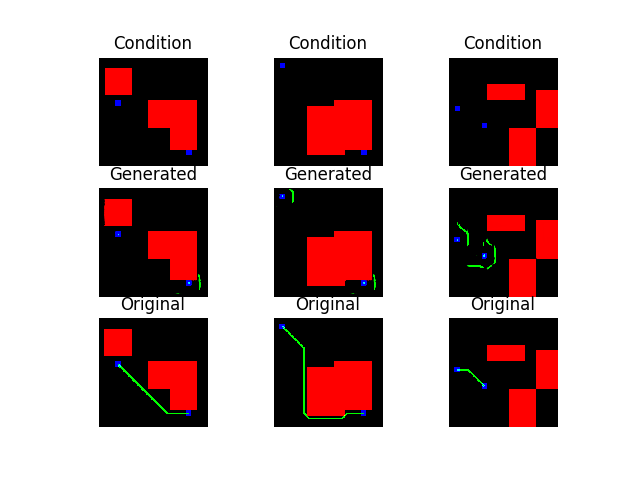 Condition
Condition
Condition
Generated
Generated
Generated
Original
Original
Original